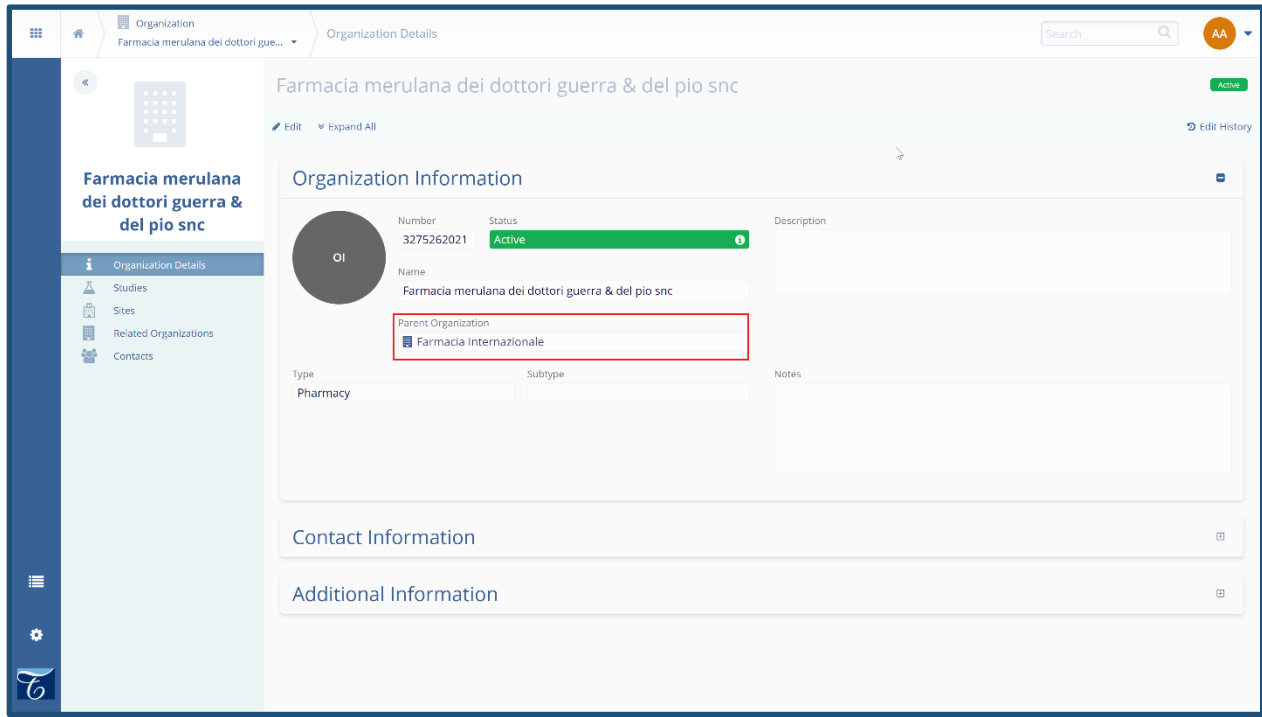 Organization
Farmacia merulana dei dottori gue...
Organization Details
Search
AA
Farmacia merulana dei dottori guerra & del pio snc
Active
Edit
Expand All
Edit History
Farmacia merulana
dei dottori guerra &
del pio snc
Organization Details
Studies
Sites
Related Organizations
Contacts
Organization Information
OI
Number
Status
Description
3275262021
Active
Name
Farmacia merulana dei dottori guerra & del pio snc
Parent Organization
Farmacia Internazionale
Type
Subtype
Notes
Pharmacy
Contact Information
Additional Information